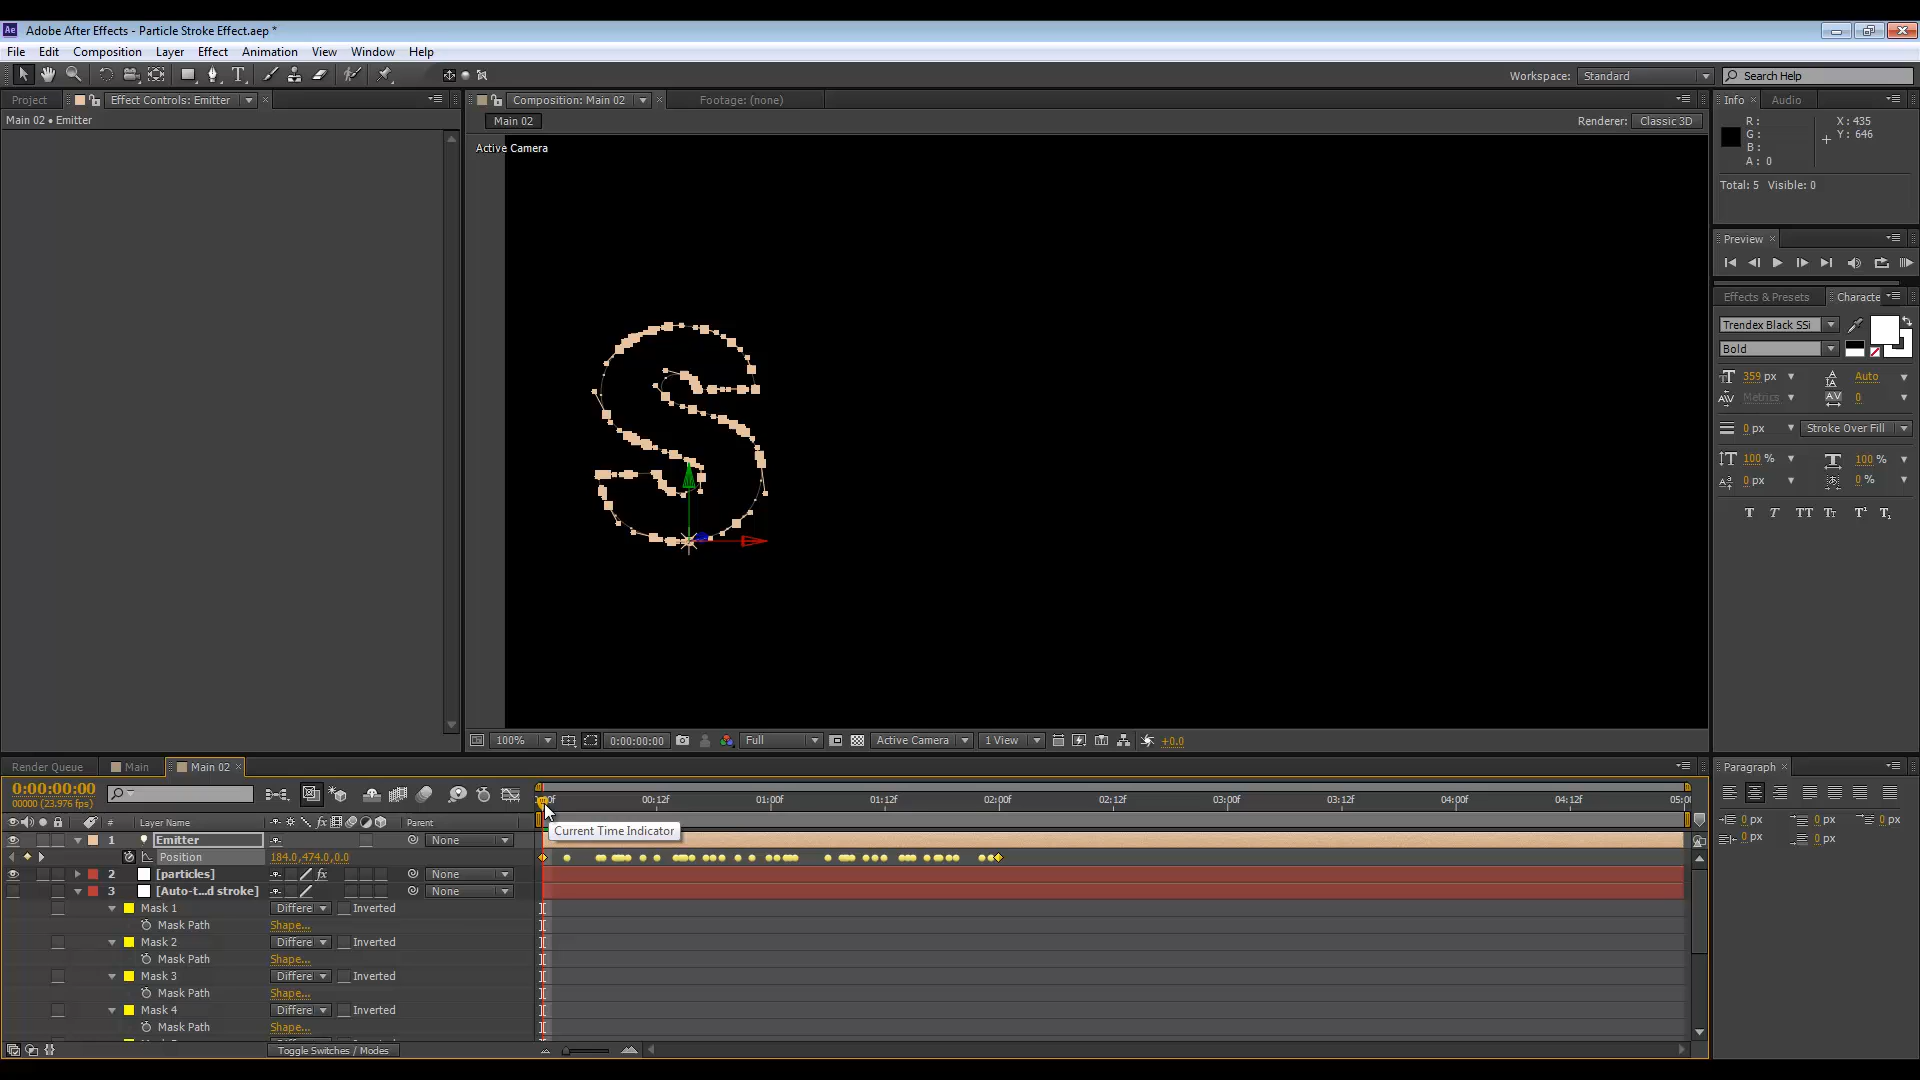 Adobe After Effects - Particle Stroke Effect.aep *
File Edit Composition Layer Effect Animation View Window Help
Workspace: Standard Search Help
Project Effect Controls: Emitter Composition: Main 02 Footage: (none) Info Audio
Main 02 • Emitter
Main 02 Renderer: Classic 3D
Active Camera
R :
G :
B :
A : 0
X : 435
Y : 646
Total: 5 Visible: 0
Preview
Effects & Presets Characte
Trendex Black SSi
Bold
359 px Auto
Metrics 0
0 px Stroke Over Fill
100 % 100 %
0 px 0 %
T T TT Tr T¹ T₁
100% 0:00:00:00 Full Active Camera 1 View +0.0
Render Queue Main Main 02 Paragraph
0:00:00:00
00000 (23.976 fps)
00:12f 01:00f 01:12f 02:00f 02:12f 03:00f 03:12f 04:00f 04:12f
0 px 0 px 0 px
0 px 0 px
# Layer Name Parent
Current Time Indicator
1 Emitter None
Position 184.0,474.0,0.0
2 [particles] None
3 [Auto-t...d stroke] None
Mask 1 Differe Inverted
Mask Path Shape...
Mask 2 Differe Inverted
Mask Path Shape...
Mask 3 Differe Inverted
Mask Path Shape...
Mask 4 Differe Inverted
Mask Path Shape...
Toggle Switches / Modes